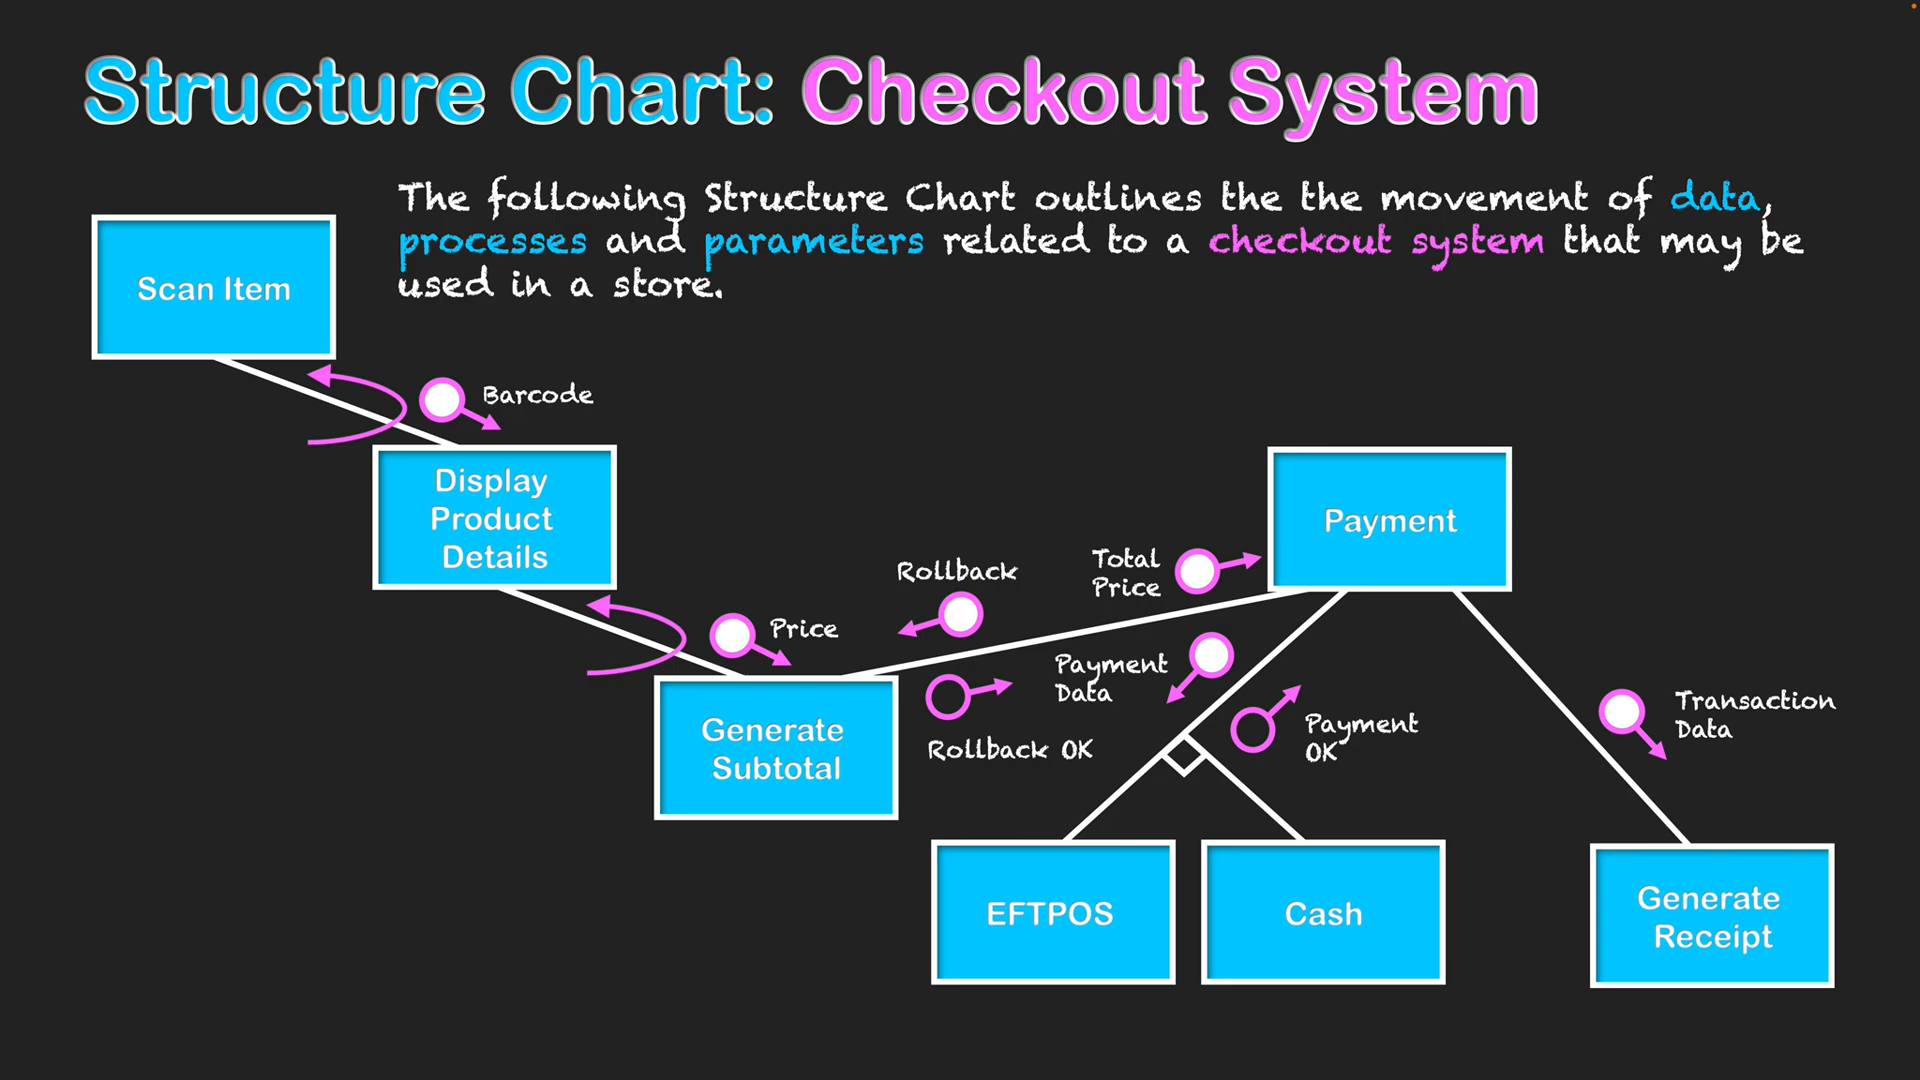 Structure Chart: Checkout System
The following Structure Chart outlines the the movement of data,
processes and parameters related to a checkout system that may be
used in a store.
Scan Item
Barcode
Display
Product
Details
Price
Generate
Subtotal
Rollback
Rollback OK
Total
Price
Payment
Payment
Data
Payment
OK
Transaction
Data
EFTPOS
Cash
Generate
Receipt